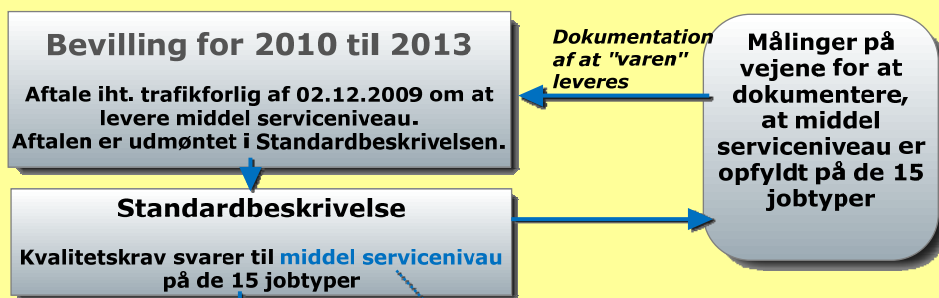 Bevilling for 2010 til 2013
Aftale iht. trafikforlig af 02.12.2009 om at
levere middel serviceniveau.
Aftalen er udmøntet i Standardbeskrivelsen.
Dokumentation
af at "varen"
leveres
Målinger på
vejene for at
dokumentere,
at middel
serviceniveau er
opfyldt på de 15
jobtyper
Standardbeskrivelse
Kvalitetskrav svarer til middel servicenivau
på de 15 jobtyper